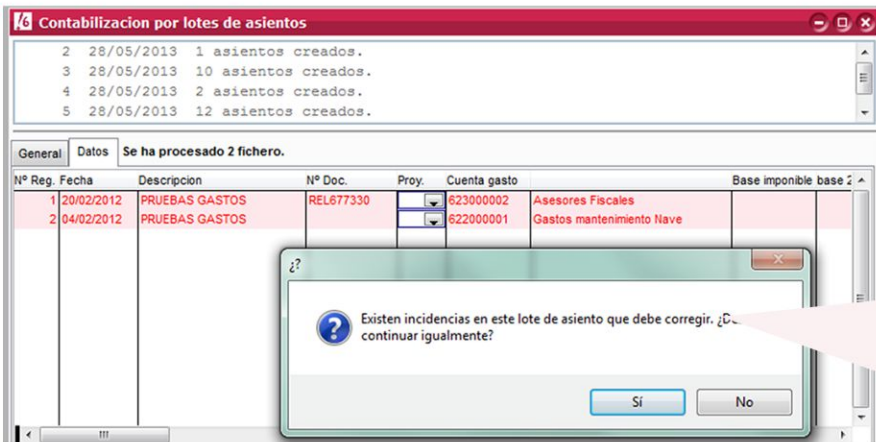 Contabilizacion por lotes de asientos
2 28/05/2013 1 asientos creados.
3 28/05/2013 10 asientos creados.
4 28/05/2013 2 asientos creados.
5 28/05/2013 12 asientos creados.
General Datos Se ha procesado 2 fichero.
Nº Reg. Fecha Descripcion Nº Doc. Proy. Cuenta gasto Base imponible base 2
1 20/02/2012 PRUEBAS GASTOS REL677330 623000002 Asesores Fiscales
2 04/02/2012 PRUEBAS GASTOS 622000001 Gastos mantenimiento Nave
¿?
Existen incidencias en este lote de asiento que debe corregir.
continuar igualmente?
Sí No